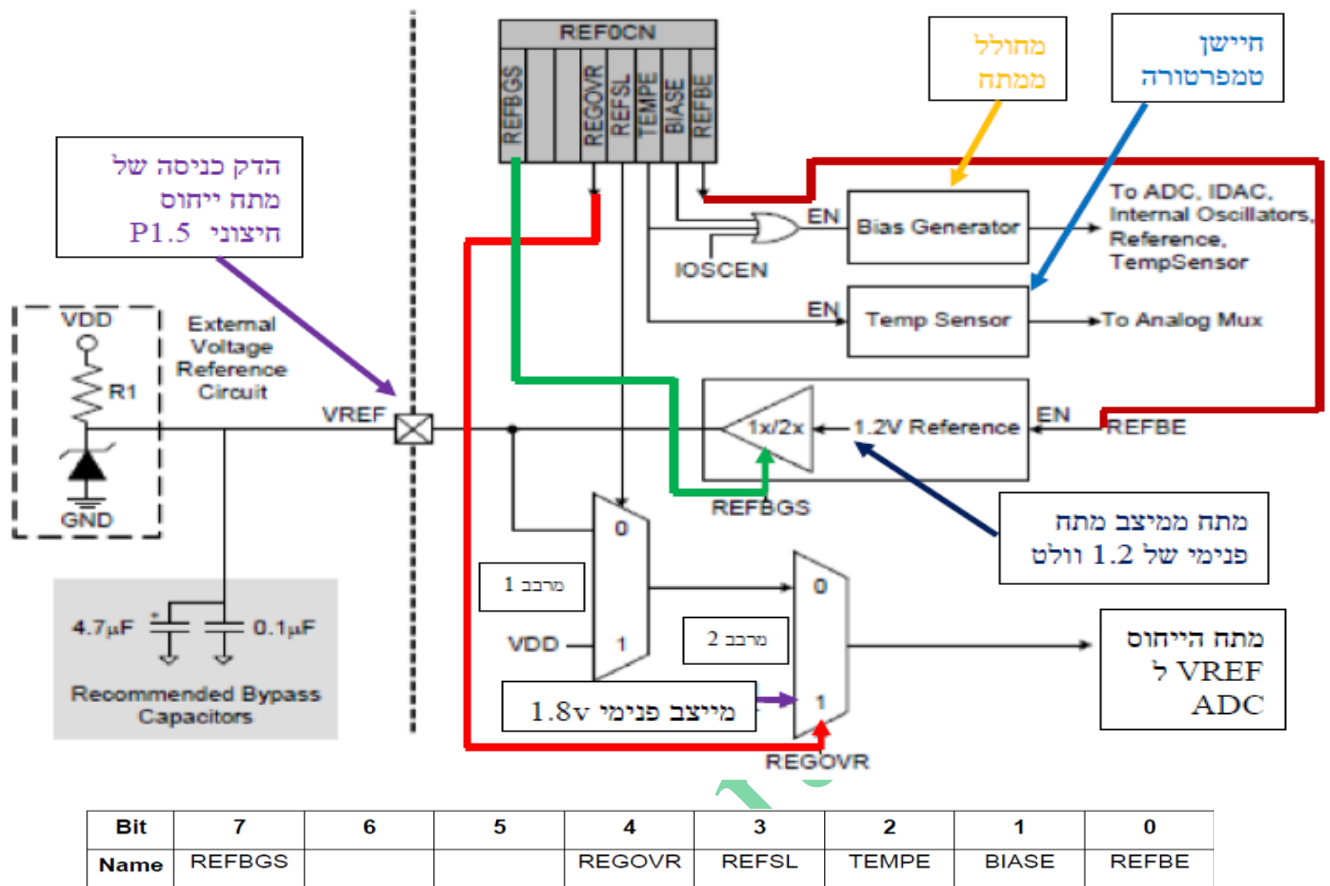 REF0CN
REFBGS
REGOVR
REFSL
TEMPE
BIASE
REFBE
מחולל
ממתח
חיישן
טמפרטורה
הדק כניסה של
מתח ייחוס
חיצוני P1.5
EN
Bias Generator
To ADC, IDAC,
Internal Oscillators,
Reference,
TempSensor
IOSCEN
EN
Temp Sensor
To Analog Mux
VDD
R1
GND
External
Voltage
Reference
Circuit
VREF
1x/2x
1.2V Reference
EN
REFBE
REFBGS
מתח ממיצב מתח
פנימי של 1.2 וולט
0
מרבב 1
VDD
1
0
מרבב 2
1
מייצב פנימי 1.8v
REGOVR
מתח הייחוס
VREF ל
ADC
4.7µF
+
0.1µF
Recommended Bypass
Capacitors
Bit 7 6 5 4 3 2 1 0
Name REFBGS REGOVR REFSL TEMPE BIASE REFBE